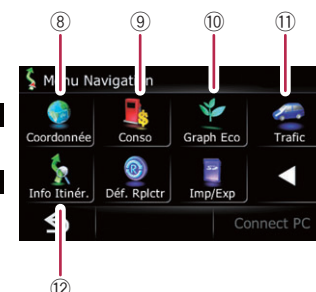 ⑧ ⑨ ⑩ ⑪
Menu Navigation
Coordonnée Conso Graph Eco Trafic
Info Itinér. Déf. Rplctr Imp/Exp
Connect PC
⑫